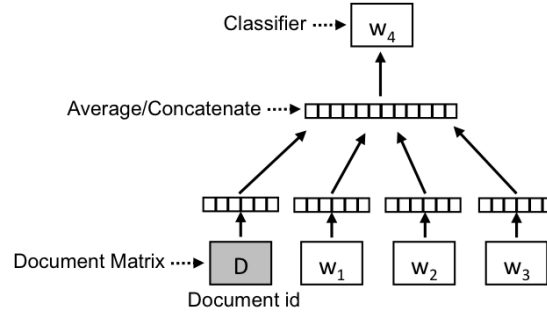 Classifier
w4
Average/Concatenate
Document Matrix
D
w1
w2
w3
Document id